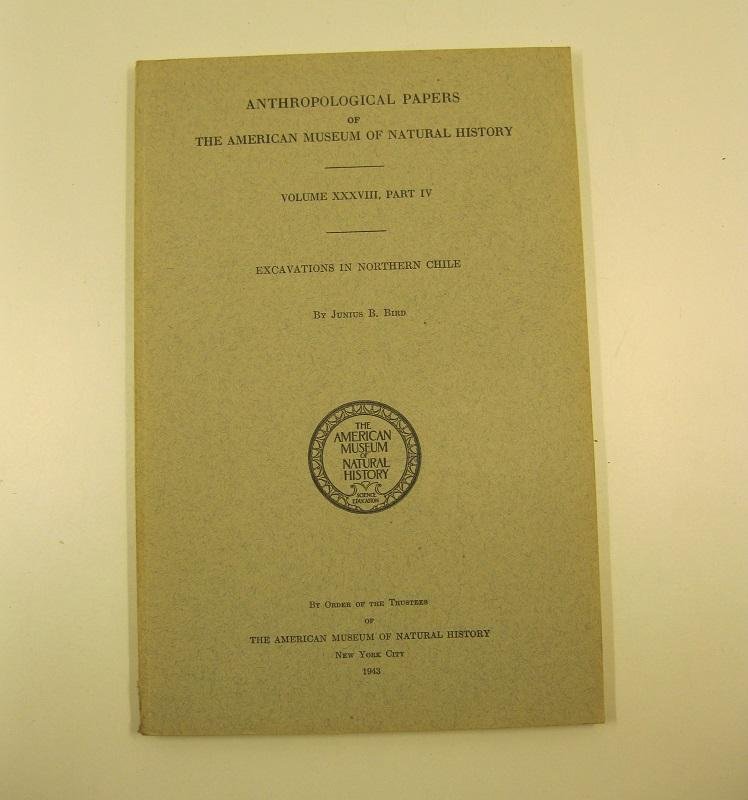 ANTHROPOLOGICAL PAPERS
OF
THE AMERICAN MUSEUM OF NATURAL HISTORY
VOLUME XXXVIII, PART IV
EXCAVATIONS IN NORTHERN CHILE
BY JUNIUS B. BIRD
THE
AMERICAN
MUSEUM
OF
NATURAL
HISTORY
SCIENCE
EDUCATION
BY ORDER OF THE TRUSTEES
OF
THE AMERICAN MUSEUM OF NATURAL HISTORY
NEW YORK CITY
1943